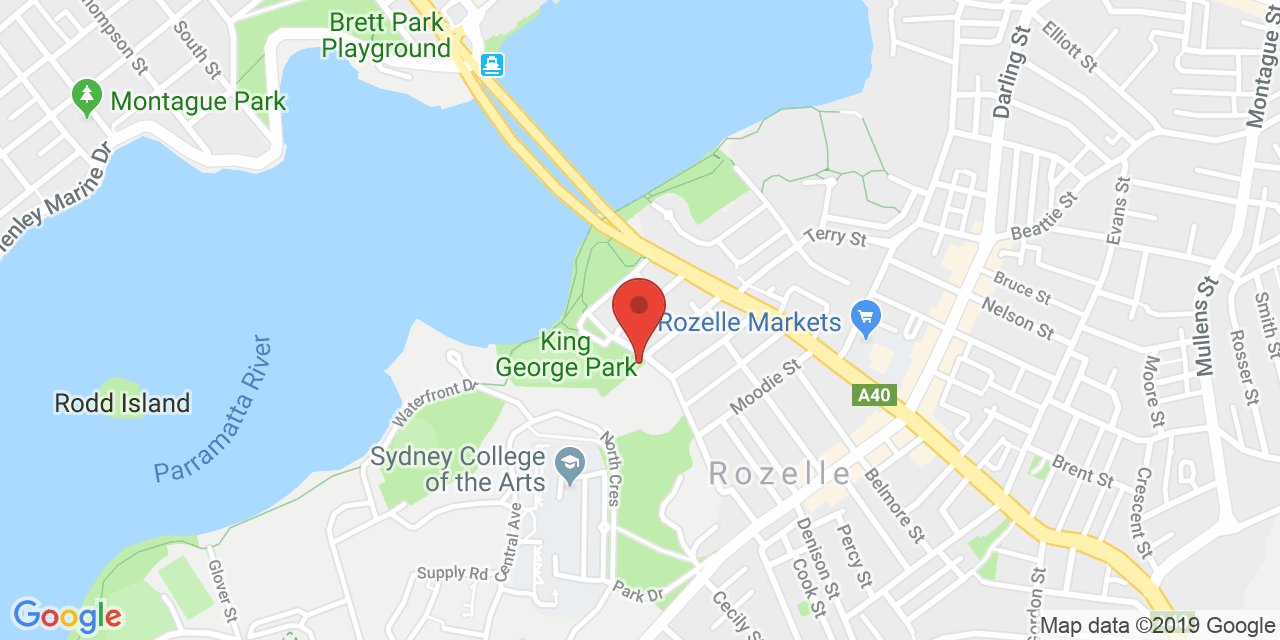 Brett Park
Playground
Thompson St
South St
Montague Park
Henley Marine Dr
Elliott St
Darling St
Montague St
Beattie St
Evans St
Terry St
Bruce St
Nelson St
Mullens St
Smith St
Rosser St
Moore St
Rozelle Markets
King
George Park
Moodie St
A40
Rodd Island
Parramatta River
Waterfront Dr
Sydney College
of the Arts
North Cres
Rozelle
Brent St
Crescent St
Belmore St
Percy St
Denison St
Cook St
Central Ave
Supply Rd
Park Dr
Cecily St
Glover St
Gordon St
Google
Map data ©2019 Google